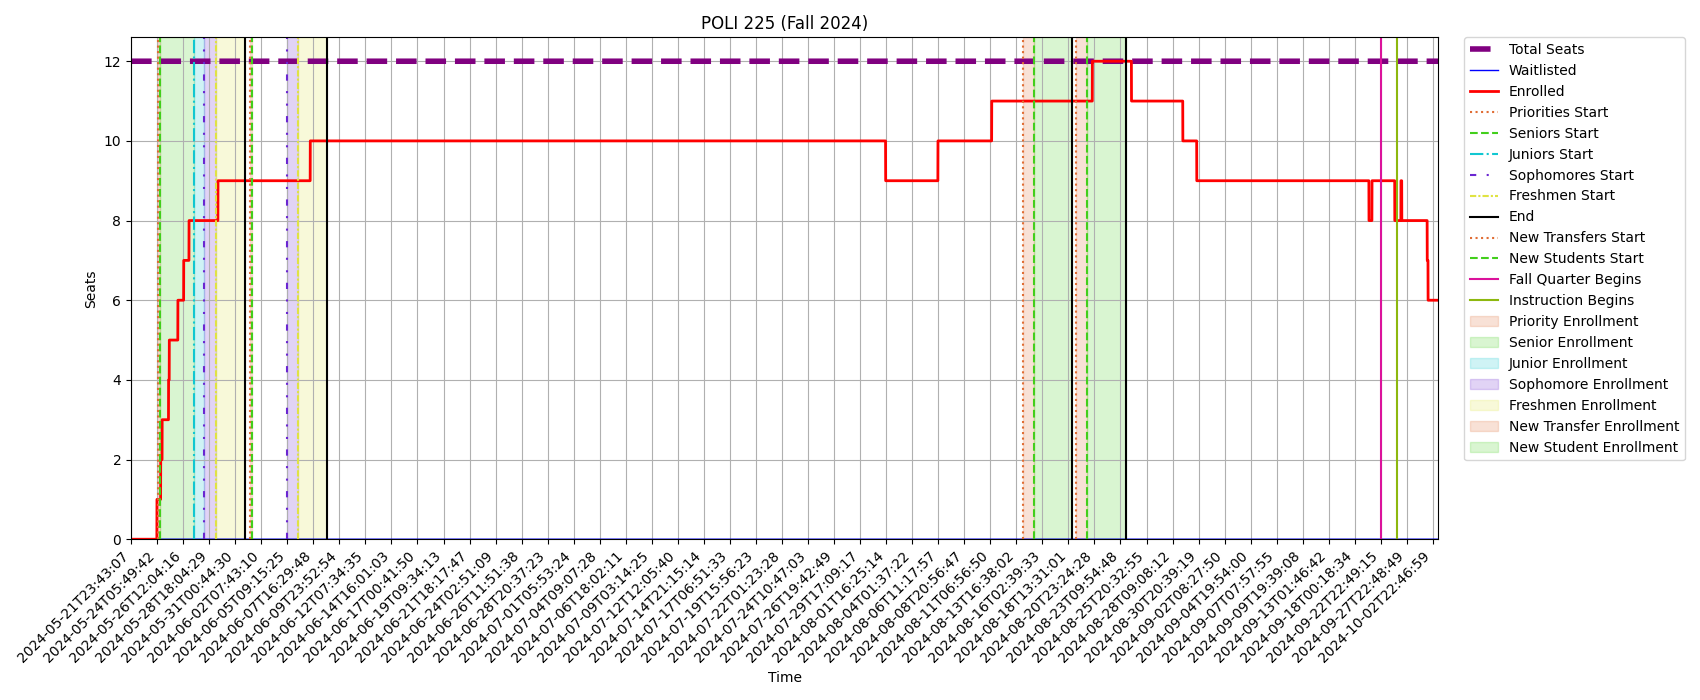 POLI 225 (Fall 2024)
12
10
8
6
4
2
0
Seats
2024-05-21T23:43:07
2024-05-24T05:49:42
2024-05-26T12:04:16
2024-05-28T18:04:29
2024-05-31T00:44:30
2024-06-02T07:43:10
2024-06-05T09:15:25
2024-06-07T16:29:48
2024-06-09T23:52:54
2024-06-12T07:34:35
2024-06-14T16:01:03
2024-06-17T00:41:50
2024-06-19T09:34:13
2024-06-21T18:17:47
2024-06-24T02:51:09
2024-06-26T11:51:38
2024-06-28T20:37:23
2024-07-01T05:53:24
2024-07-04T09:07:28
2024-07-06T18:02:11
2024-07-09T03:14:25
2024-07-12T12:05:40
2024-07-14T21:15:14
2024-07-17T06:51:33
2024-07-19T15:56:23
2024-07-22T01:23:28
2024-07-24T10:47:03
2024-07-26T19:42:49
2024-07-29T17:09:17
2024-08-01T16:25:14
2024-08-04T01:37:22
2024-08-06T11:17:57
2024-08-08T20:56:47
2024-08-11T06:56:50
2024-08-13T16:38:02
2024-08-16T02:39:33
2024-08-18T13:31:01
2024-08-20T23:24:28
2024-08-23T09:54:48
2024-08-25T20:32:55
2024-08-28T09:08:12
2024-08-30T20:39:19
2024-09-02T08:27:50
2024-09-04T19:54:00
2024-09-07T07:57:55
2024-09-09T19:39:08
2024-09-13T01:46:42
2024-09-18T00:18:34
2024-09-22T22:49:15
2024-09-27T22:48:49
2024-10-02T22:46:59
Time
Total Seats
Waitlisted
Enrolled
Priorities Start
Seniors Start
Juniors Start
Sophomores Start
Freshmen Start
End
New Transfers Start
New Students Start
Fall Quarter Begins
Instruction Begins
Priority Enrollment
Senior Enrollment
Junior Enrollment
Sophomore Enrollment
Freshmen Enrollment
New Transfer Enrollment
New Student Enrollment